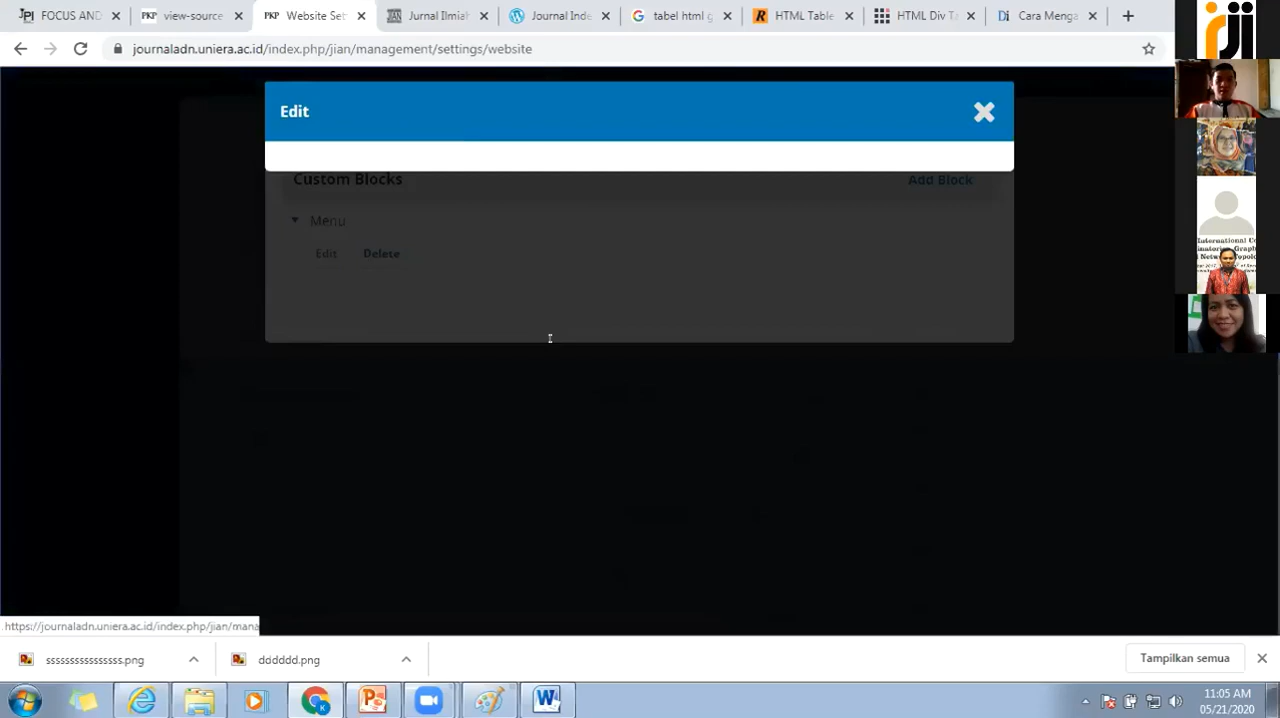 FOCUS AND
view-source
Website Set
Jurnal Ilmiah
Journal Inde
tabel html g
HTML Table
HTML Div Ta
Cara Menga
journaladn.uniera.ac.id/index.php/jian/management/settings/website
Edit
Custom Blocks
Add Block
Menu
Edit
Delete
International Co
https://journaladn.uniera.ac.id/index.php/jian/mana
sssssssssssssss.png
dddddd.png
Tampilkan semua
11:05 AM
05/21/2020